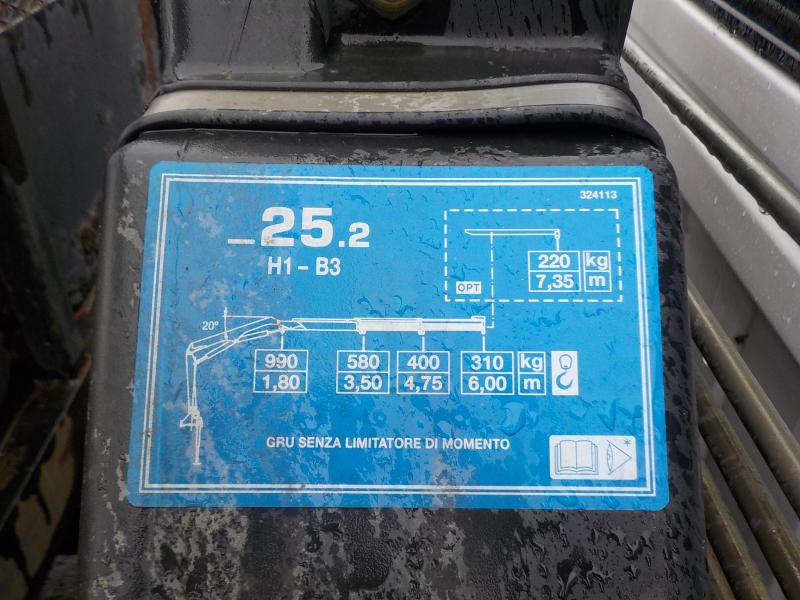 324113
_25.2
H1 - B3
220 kg
OPT
7,35 m
20°
990 580 400 310 kg
1,80 3,50 4,75 6,00 m
GRU SENZA LIMITATORE DI MOMENTO